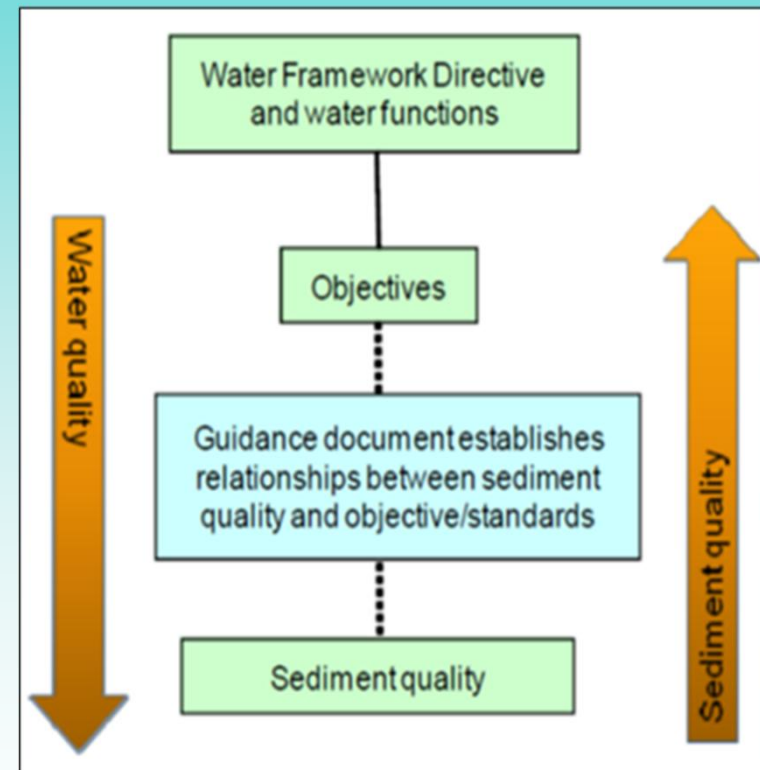 Water Framework Directive
and water functions
Water quality
Objectives
Guidance document establishes
relationships between sediment
quality and objective/standards
Sediment quality
Sediment quality